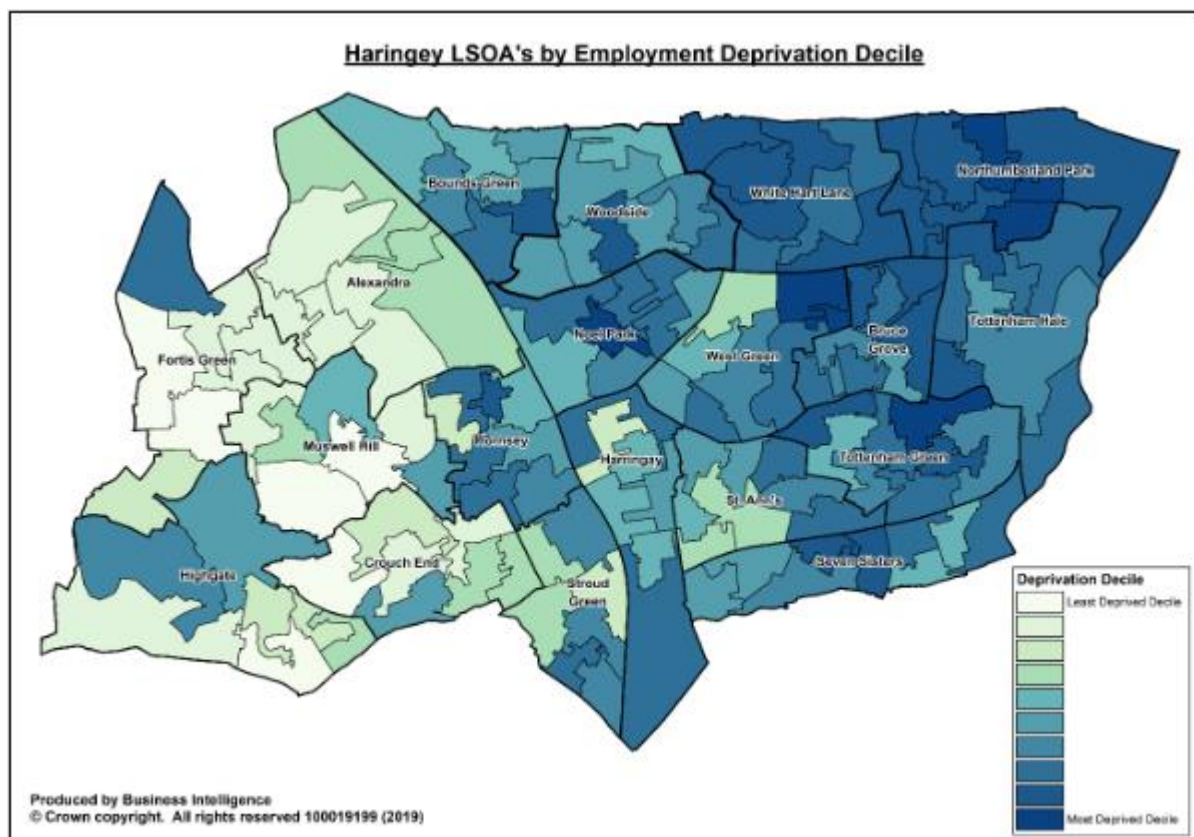 Haringey LSOA's by Employment Deprivation Decile
Northumberland Park
Bounds Green
White Hart Lane
Woodside
Alexandra
Tottenham Hale
Noel Park
Bruce
Grove
West Green
Fortis Green
Muswell Hill
Hornsey
Harringay
Tottenham Green
St. Ann's
Crouch End
Seven Sisters
Highgate
Stroud
Green
Deprivation Decile
Least Deprived Decile
Most Deprived Decile
Produced by Business Intelligence
© Crown copyright. All rights reserved 100019199 (2019)